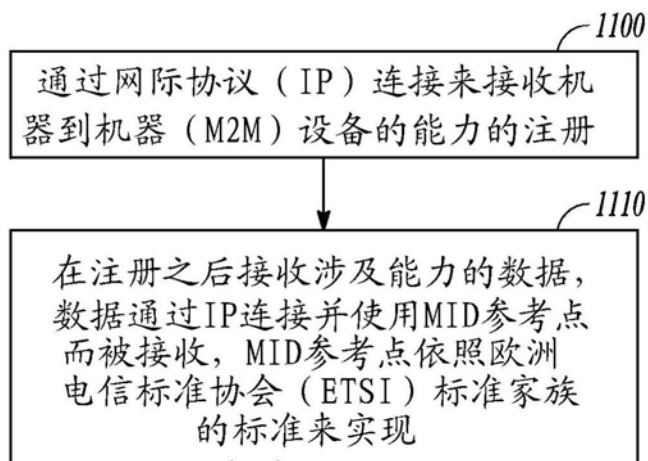 1100
通过网际协议（IP）连接来接收机
器到机器（M2M）设备的能力的注册
1110
在注册之后接收涉及能力的数据，
数据通过IP连接并使用MID参考点
而被接收，MID参考点依照欧洲
电信标准协会（ETSI）标准家族
的标准来实现